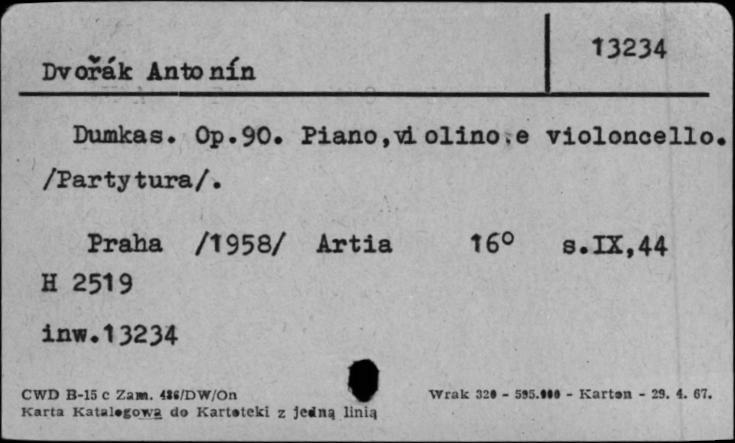 Dvořák Antonín
13234
Dumkas. Op.90. Piano,violino.e violoncello.
/Partytura/.
Praha /1958/ Artia 16° s.IX,44
H 2519
inw.13234
CWD B-15 c Zam. 486/DW/On
Wrak 320 - 595.000 - Karton - 29. 4. 67.
Karta Katalogowa do Kartoteki z jedną linią